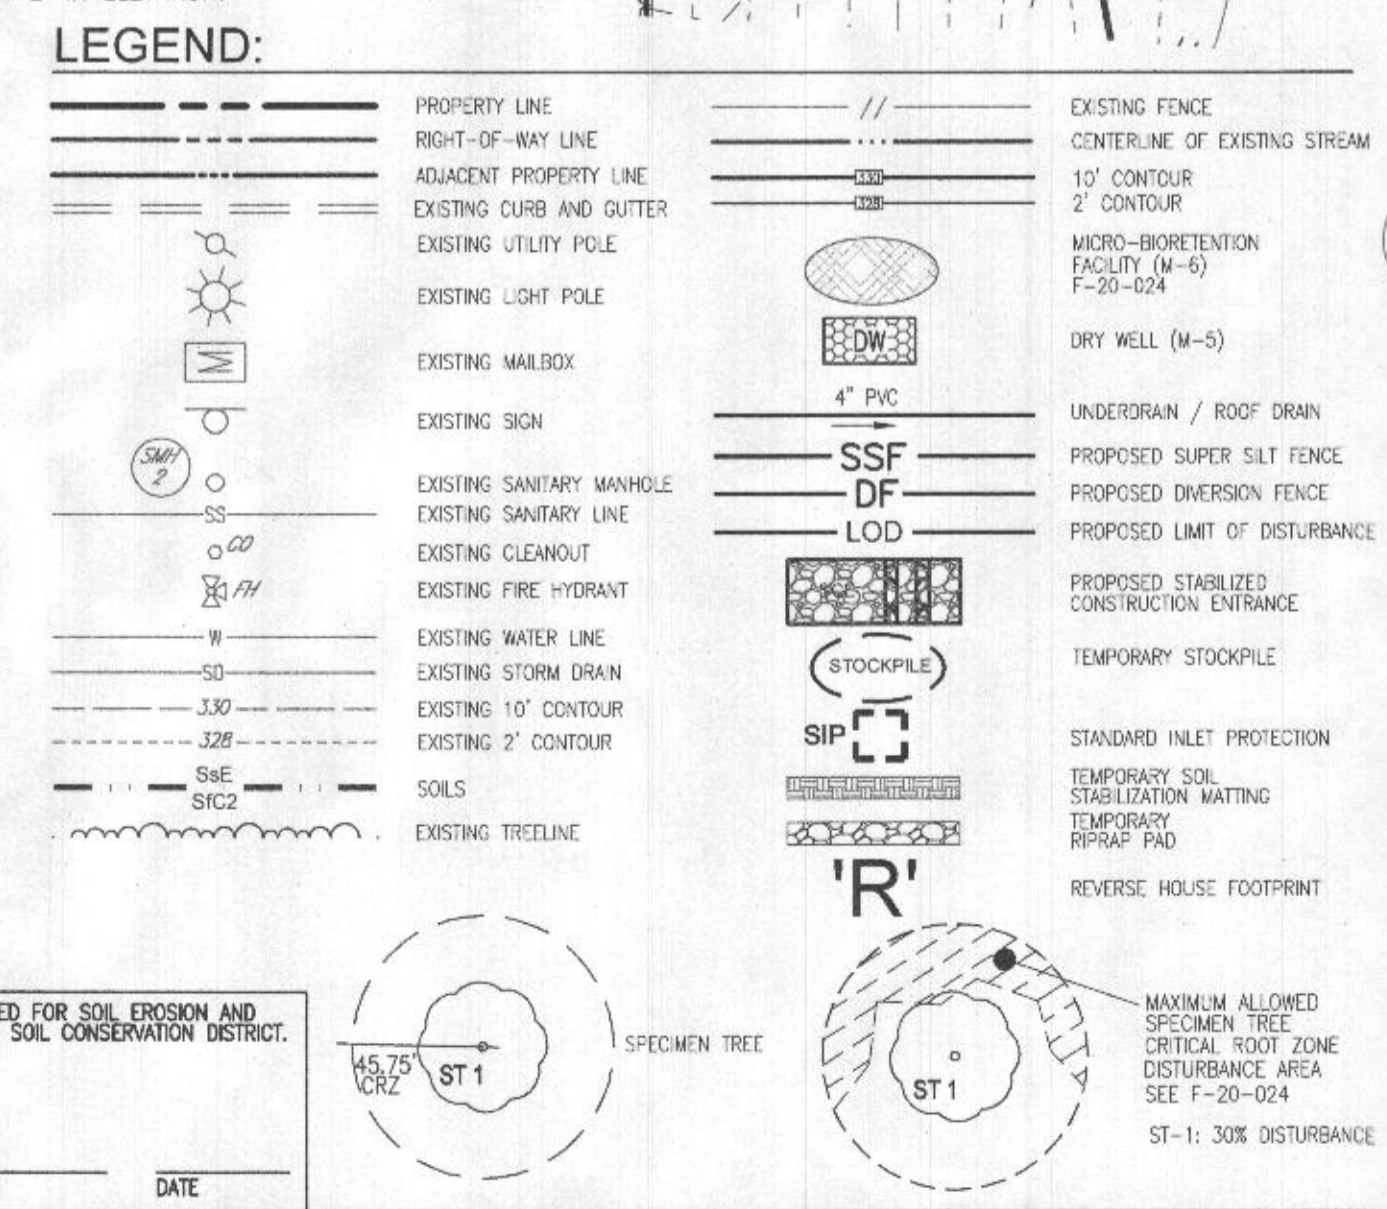 LEGEND:
PROPERTY LINE
RIGHT-OF-WAY LINE
ADJACENT PROPERTY LINE
EXISTING CURB AND GUTTER
EXISTING UTILITY POLE
EXISTING LIGHT POLE
EXISTING MAILBOX
EXISTING SIGN
SMH
2
EXISTING SANITARY MANHOLE
SS EXISTING SANITARY LINE
CO EXISTING CLEANOUT
FH EXISTING FIRE HYDRANT
W EXISTING WATER LINE
SD EXISTING STORM DRAIN
330 EXISTING 10' CONTOUR
328 EXISTING 2' CONTOUR
SsE
SfC2
SOILS
EXISTING TREELINE
EXISTING FENCE
CENTERLINE OF EXISTING STREAM
330 10' CONTOUR
328 2' CONTOUR
MICRO-BIORETENTION
FACILITY (M-6)
F-20-024
DW DRY WELL (M-5)
4" PVC
UNDERDRAIN / ROOF DRAIN
SSF PROPOSED SUPER SILT FENCE
DF PROPOSED DIVERSION FENCE
LOD PROPOSED LIMIT OF DISTURBANCE
PROPOSED STABILIZED
CONSTRUCTION ENTRANCE
STOCKPILE TEMPORARY STOCKPILE
SIP STANDARD INLET PROTECTION
TEMPORARY SOIL
STABILIZATION MATTING
TEMPORARY
RIPRAP PAD
'R' REVERSE HOUSE FOOTPRINT
45.75'
CRZ
ST 1
SPECIMEN TREE
ST 1
MAXIMUM ALLOWED
SPECIMEN TREE
CRITICAL ROOT ZONE
DISTURBANCE AREA
SEE F-20-024
ST-1: 30% DISTURBANCE
ED FOR SOIL EROSION AND
SOIL CONSERVATION DISTRICT.
DATE